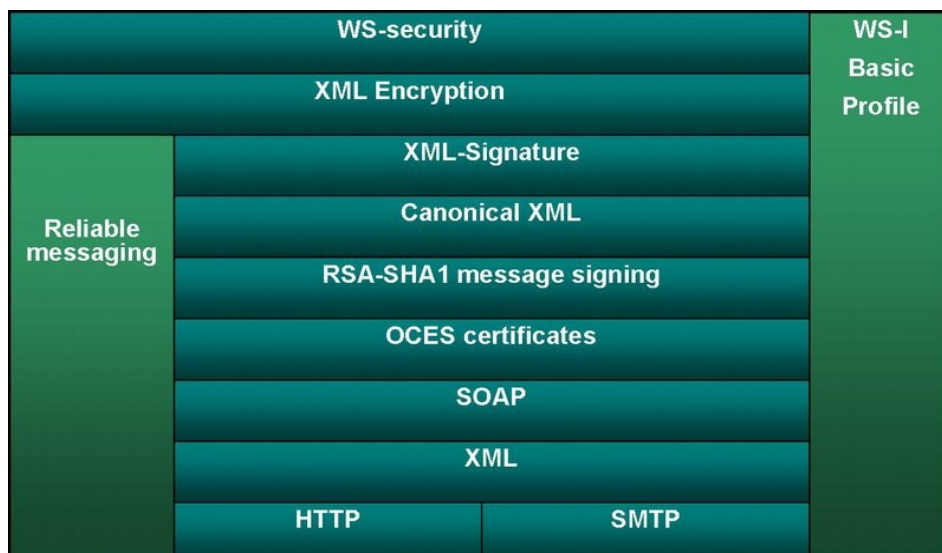 WS-security
XML Encryption
WS-I
Basic
Profile
Reliable
messaging
XML-Signature
Canonical XML
RSA-SHA1 message signing
OCES certificates
SOAP
XML
HTTP
SMTP